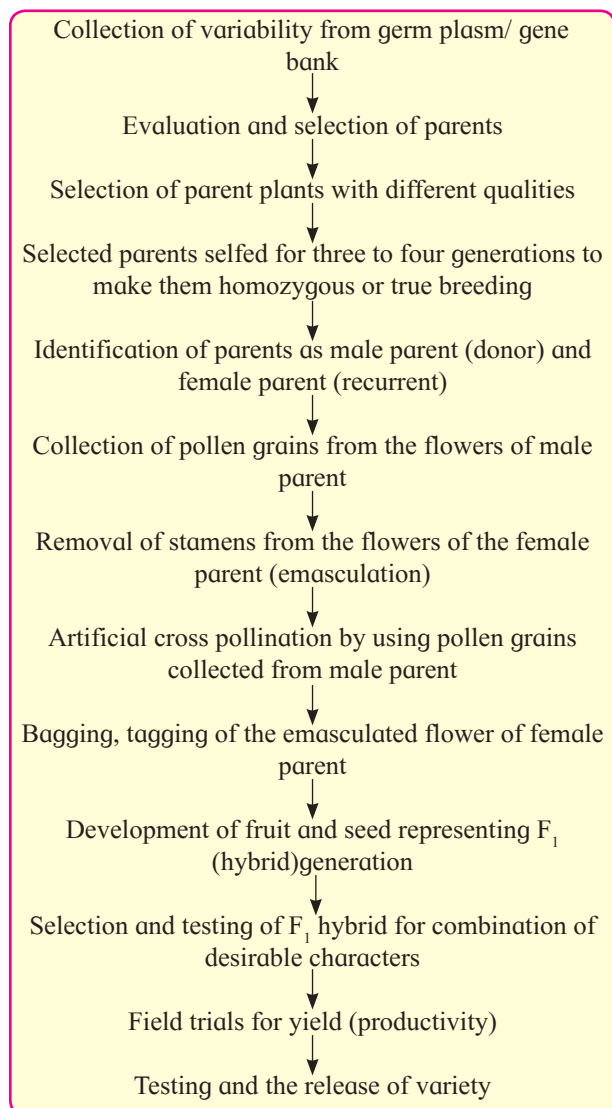 Collection of variability from germ plasm/ gene
bank
Evaluation and selection of parents
Selection of parent plants with different qualities
Selected parents selfed for three to four generations to
make them homozygous or true breeding
Identification of parents as male parent (donor) and
female parent (recurrent)
Collection of pollen grains from the flowers of male
parent
Removal of stamens from the flowers of the female
parent (emasculation)
Artificial cross pollination by using pollen grains
collected from male parent
Bagging, tagging of the emasculated flower of female
parent
Development of fruit and seed representing F₁
(hybrid)generation
Selection and testing of F₁ hybrid for combination of
desirable characters
Field trials for yield (productivity)
Testing and the release of variety